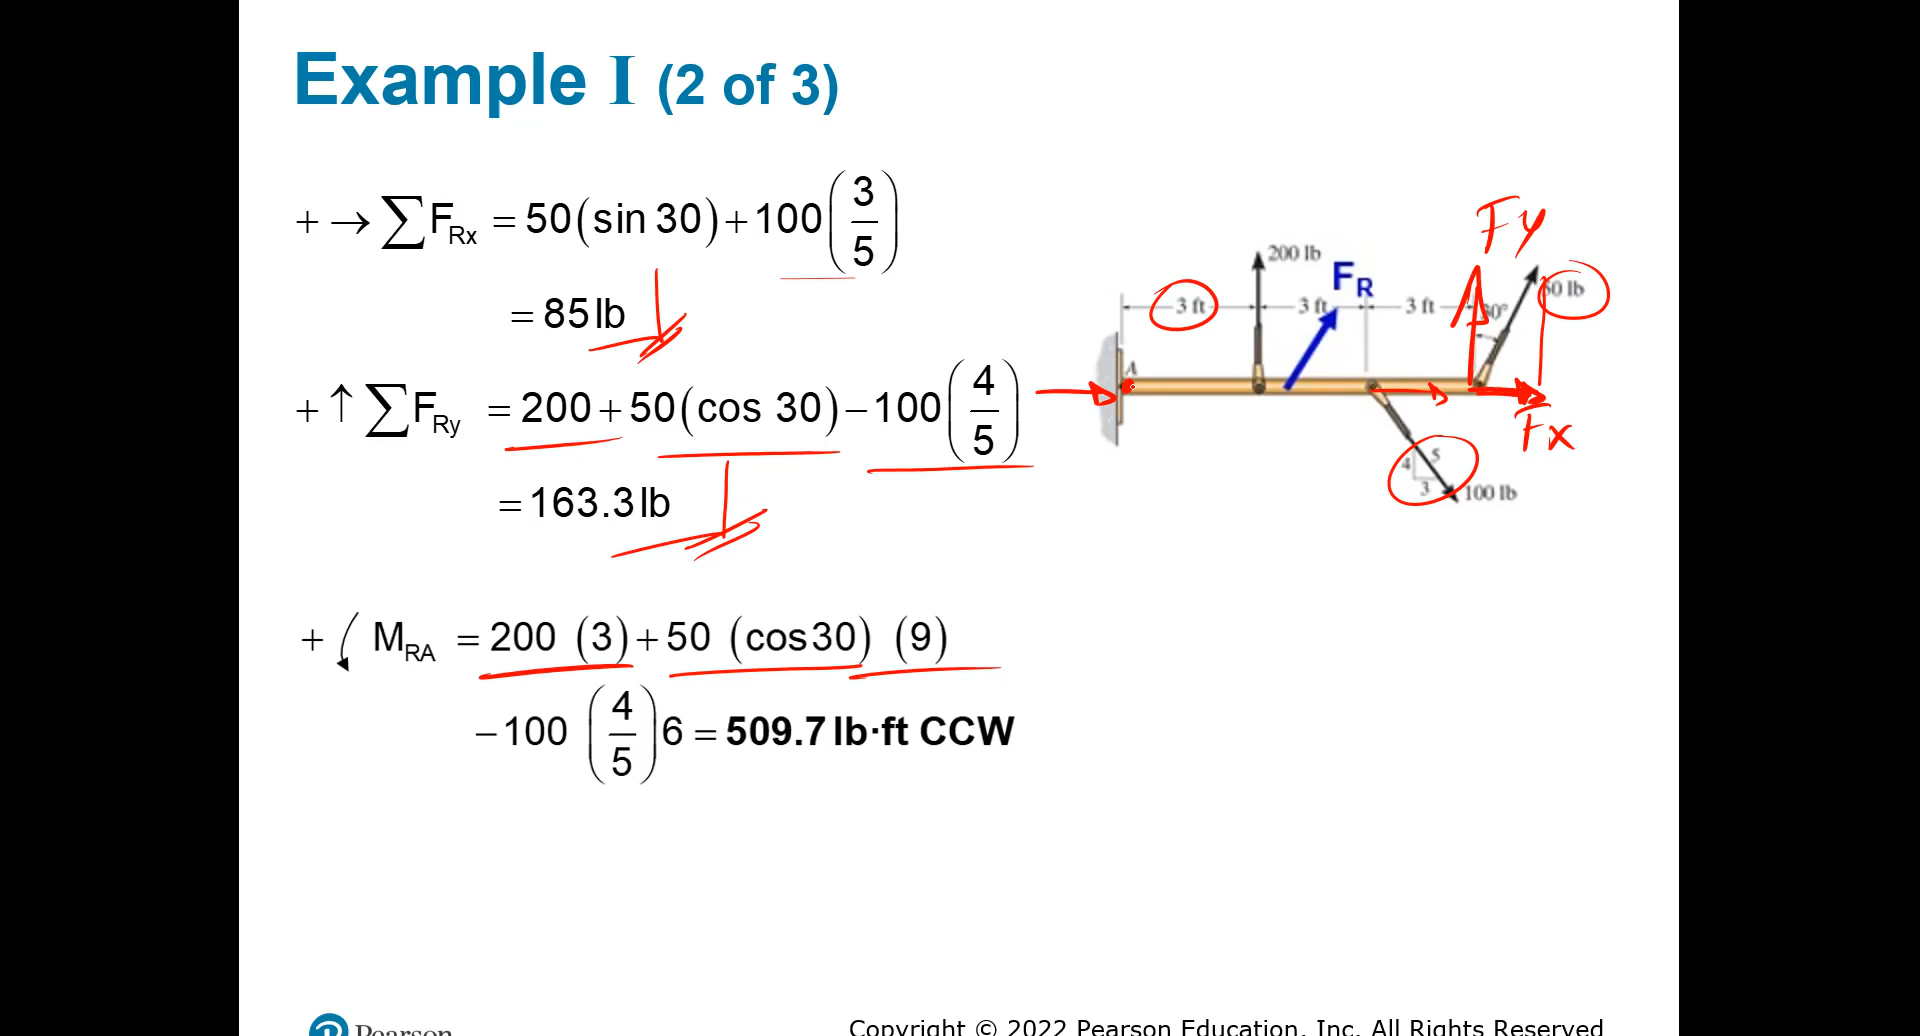 Example I (2 of 3)
+ → ∑ F_Rx = 50(sin 30) + 100(3/5)
= 85 lb
+ ↑ ∑ F_Ry = 200 + 50(cos 30) − 100(4/5)
= 163.3 lb
+ M_RA = 200 (3) + 50 (cos30) (9)
− 100 (4/5) 6 = 509.7 lb·ft CCW
Fy
200 lb
F_R
3 ft 3 ft 3 ft
A
Fx
4 5
3
100 lb
Pearson
Copyright © 2022 Pearson Education, Inc. All Rights Reserved